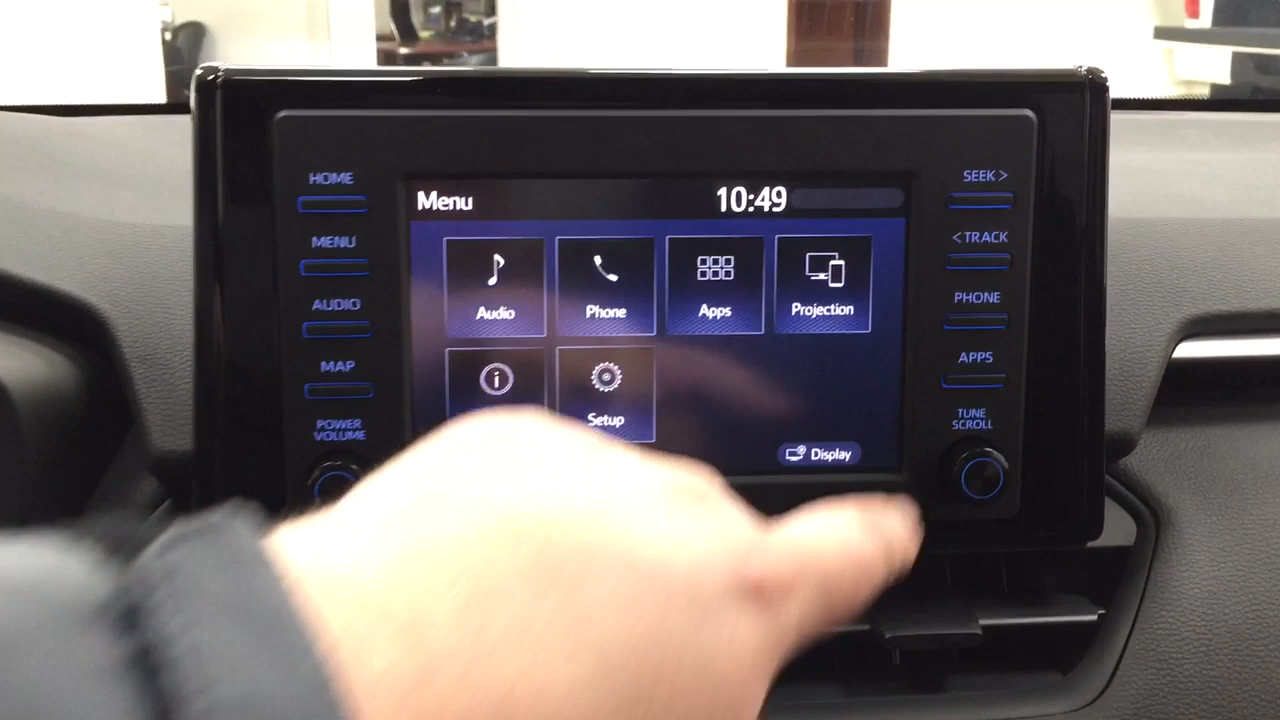 HOME
MENU
AUDIO
MAP
POWER
VOLUME
Menu
10:49
Audio
Phone
Apps
Projection
Setup
Display
SEEK >
< TRACK
PHONE
APPS
TUNE
SCROLL